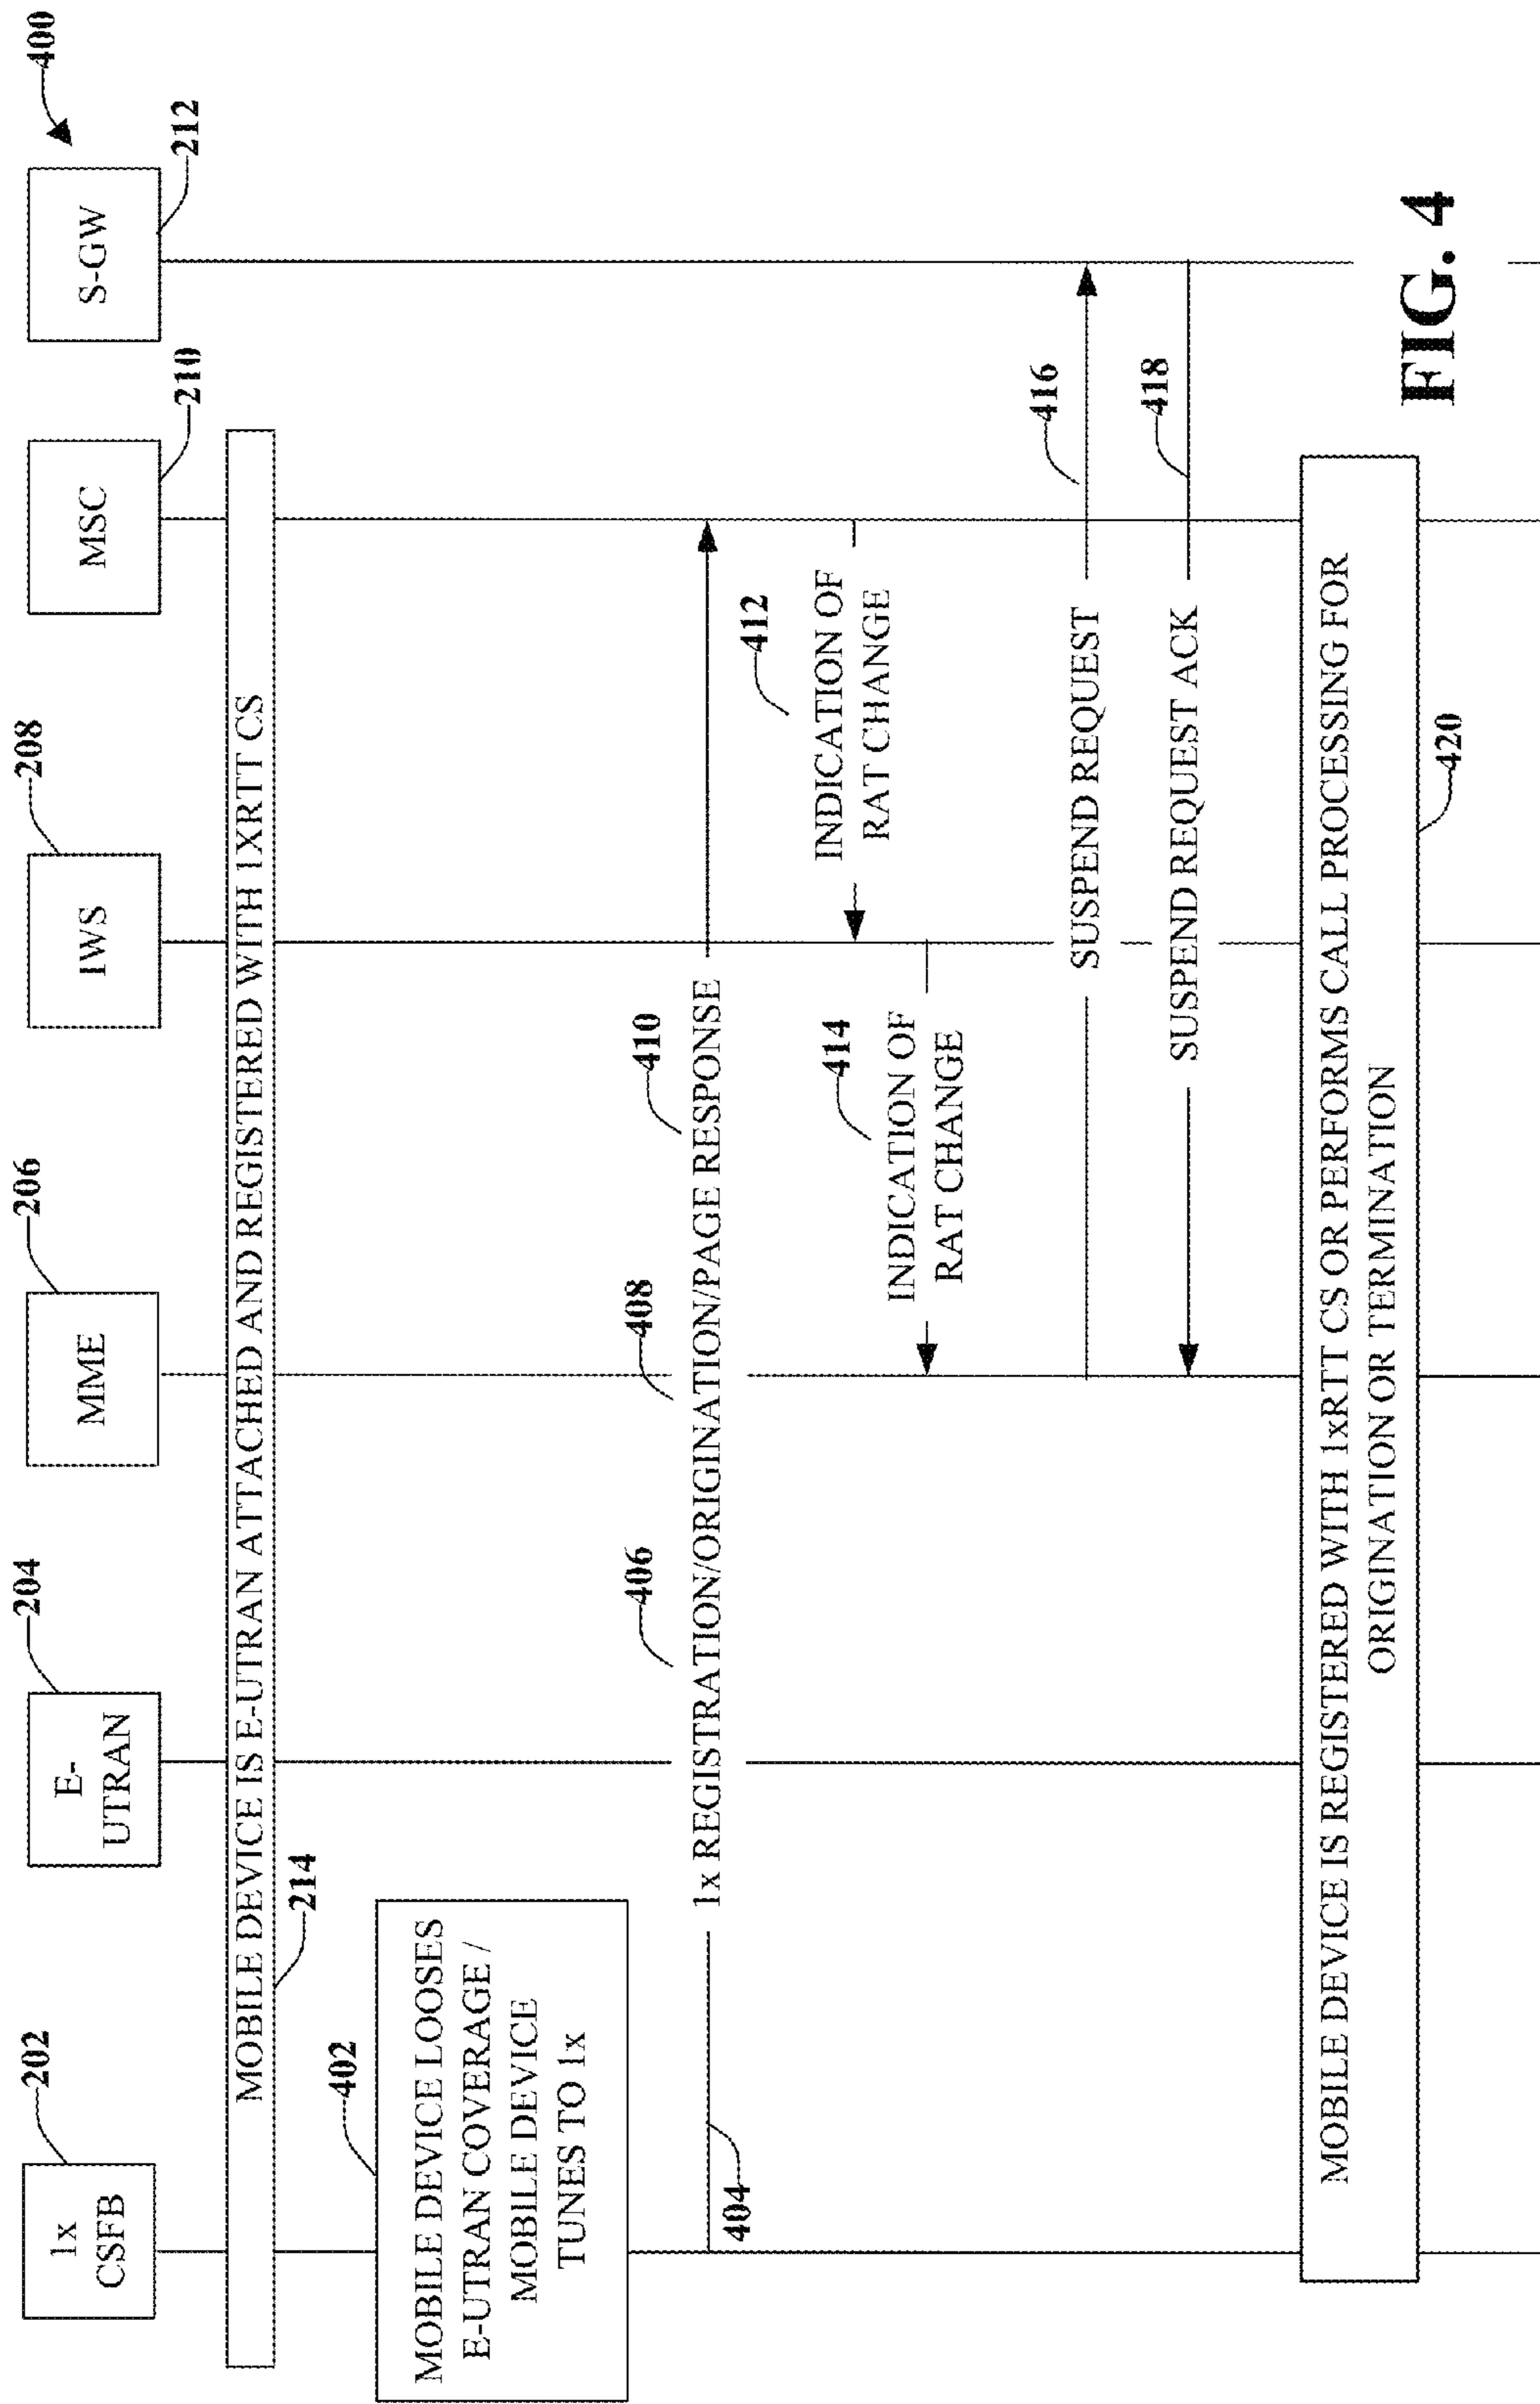 400
202
204
206
208
210
212
1x
CSFB
E-
UTRAN
MME
IWS
MSC
S-GW
MOBILE DEVICE IS E-UTRAN ATTACHED AND REGISTERED WITH 1XRTT CS
214
402
MOBILE DEVICE LOOSES
E-UTRAN COVERAGE /
MOBILE DEVICE
TUNES TO 1x
406
408
410
1x REGISTRATION/ORIGINATION/PAGE RESPONSE
404
412
INDICATION OF
RAT CHANGE
414
INDICATION OF
RAT CHANGE
416
SUSPEND REQUEST
418
SUSPEND REQUEST ACK
MOBILE DEVICE IS REGISTERED WITH 1xRTT CS OR PERFORMS CALL PROCESSING FOR
ORIGINATION OR TERMINATION
420
FIG. 4